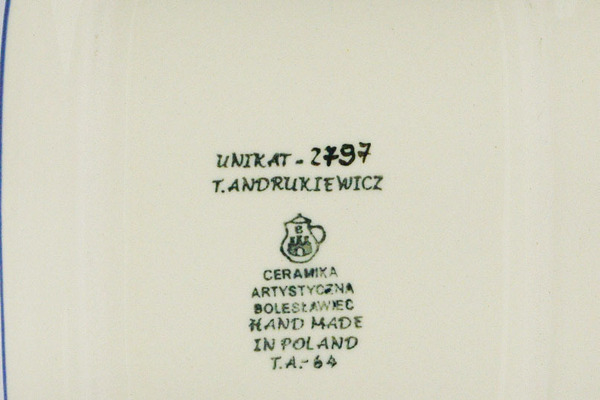 UNIKAT - 2797
T. ANDRUKIEWICZ
B
CERAMIKA
ARTYSTYCZNA
BOLESŁAWIEC
HAND MADE
IN POLAND
T.A.-64